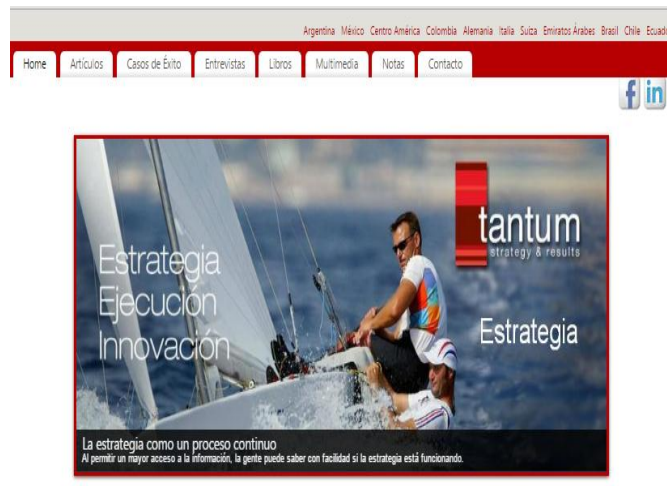 Argentina México Centro América Colombia Alemania Italia Suiza Emiratos Árabes Brasil Chile Ecuad
Home Artículos Casos de Éxito Entrevistas Libros Multimedia Notas Contacto
f in
tantum
strategy & results
Estrategia
Ejecución
Innovación
Estrategia
La estrategia como un proceso continuo
Al permitir un mayor acceso a la información, la gente puede saber con facilidad si la estrategia está funcionando.